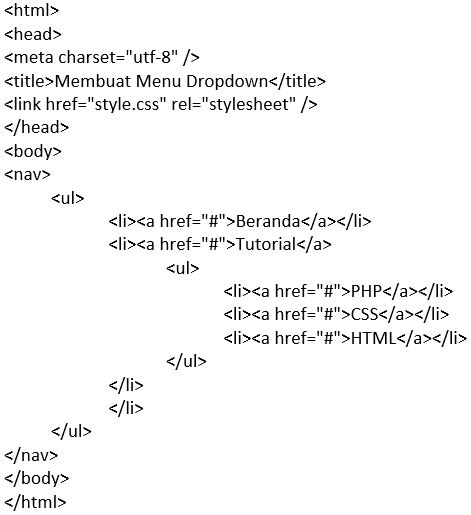 <html>
<head>
<meta charset="utf-8" />
<title>Membuat Menu Dropdown</title>
<link href="style.css" rel="stylesheet" />
</head>
<body>
<nav>
<ul>
<li><a href="#">Beranda</a></li>
<li><a href="#">Tutorial</a>
<ul>
<li><a href="#">PHP</a></li>
<li><a href="#">CSS</a></li>
<li><a href="#">HTML</a></li>
</ul>
</li>
</li>
</ul>
</nav>
</body>
</html>